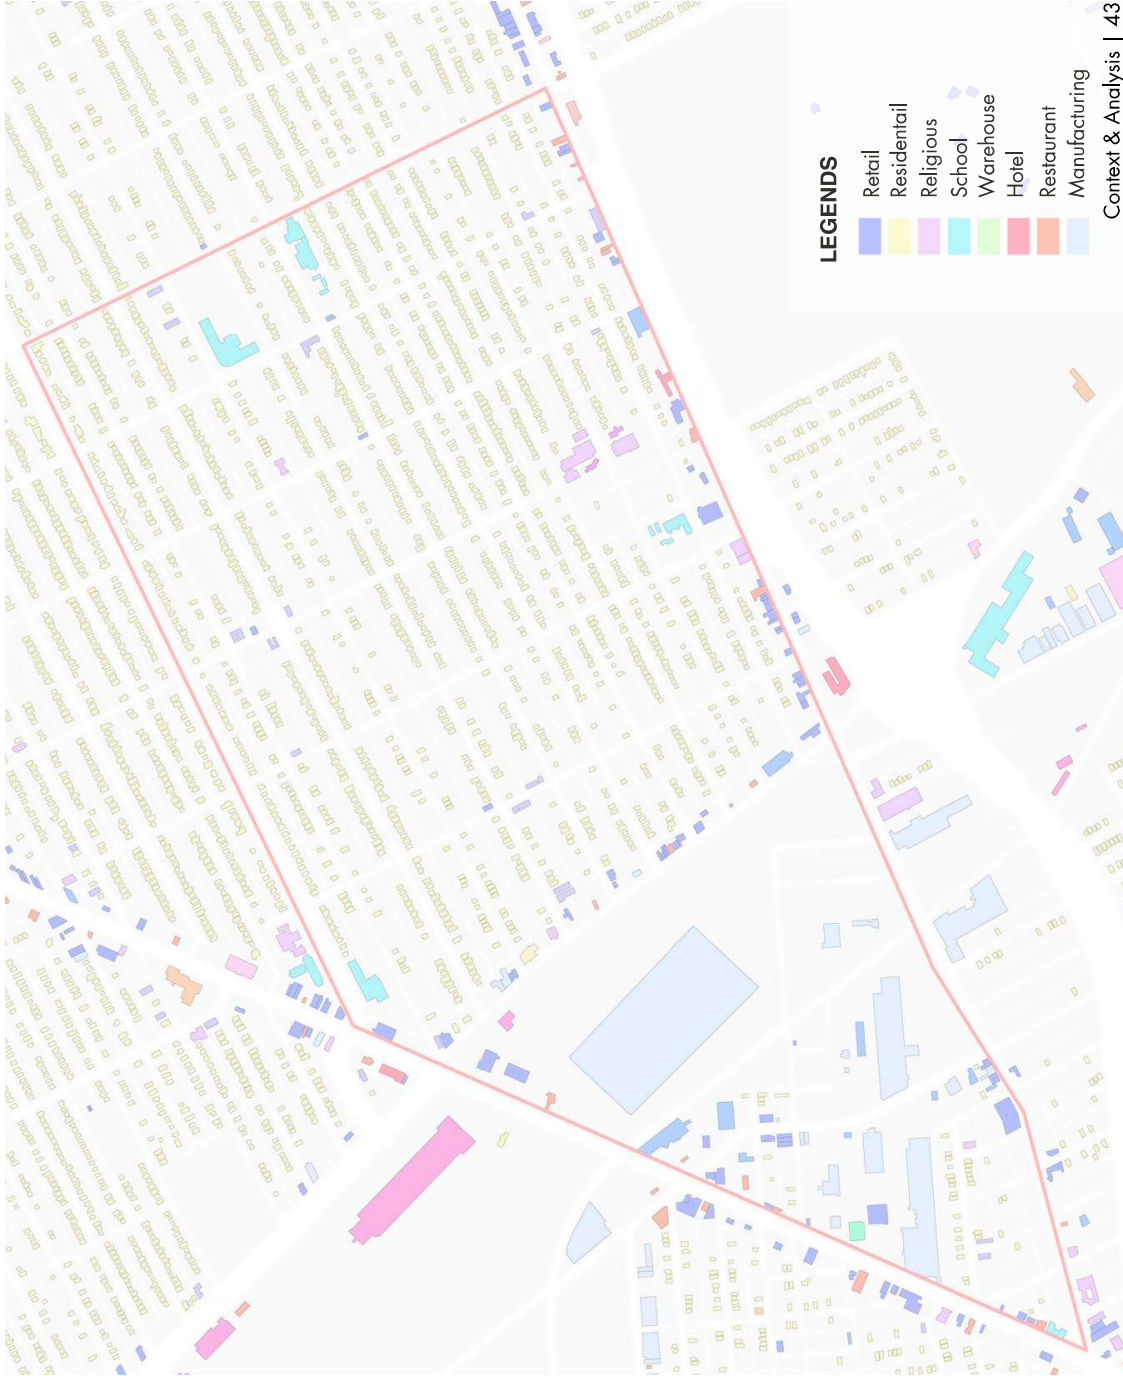 LEGENDS
Retail
Residentail
Religious
School
Warehouse
Hotel
Restaurant
Manufacturing
Context & Analysis | 43